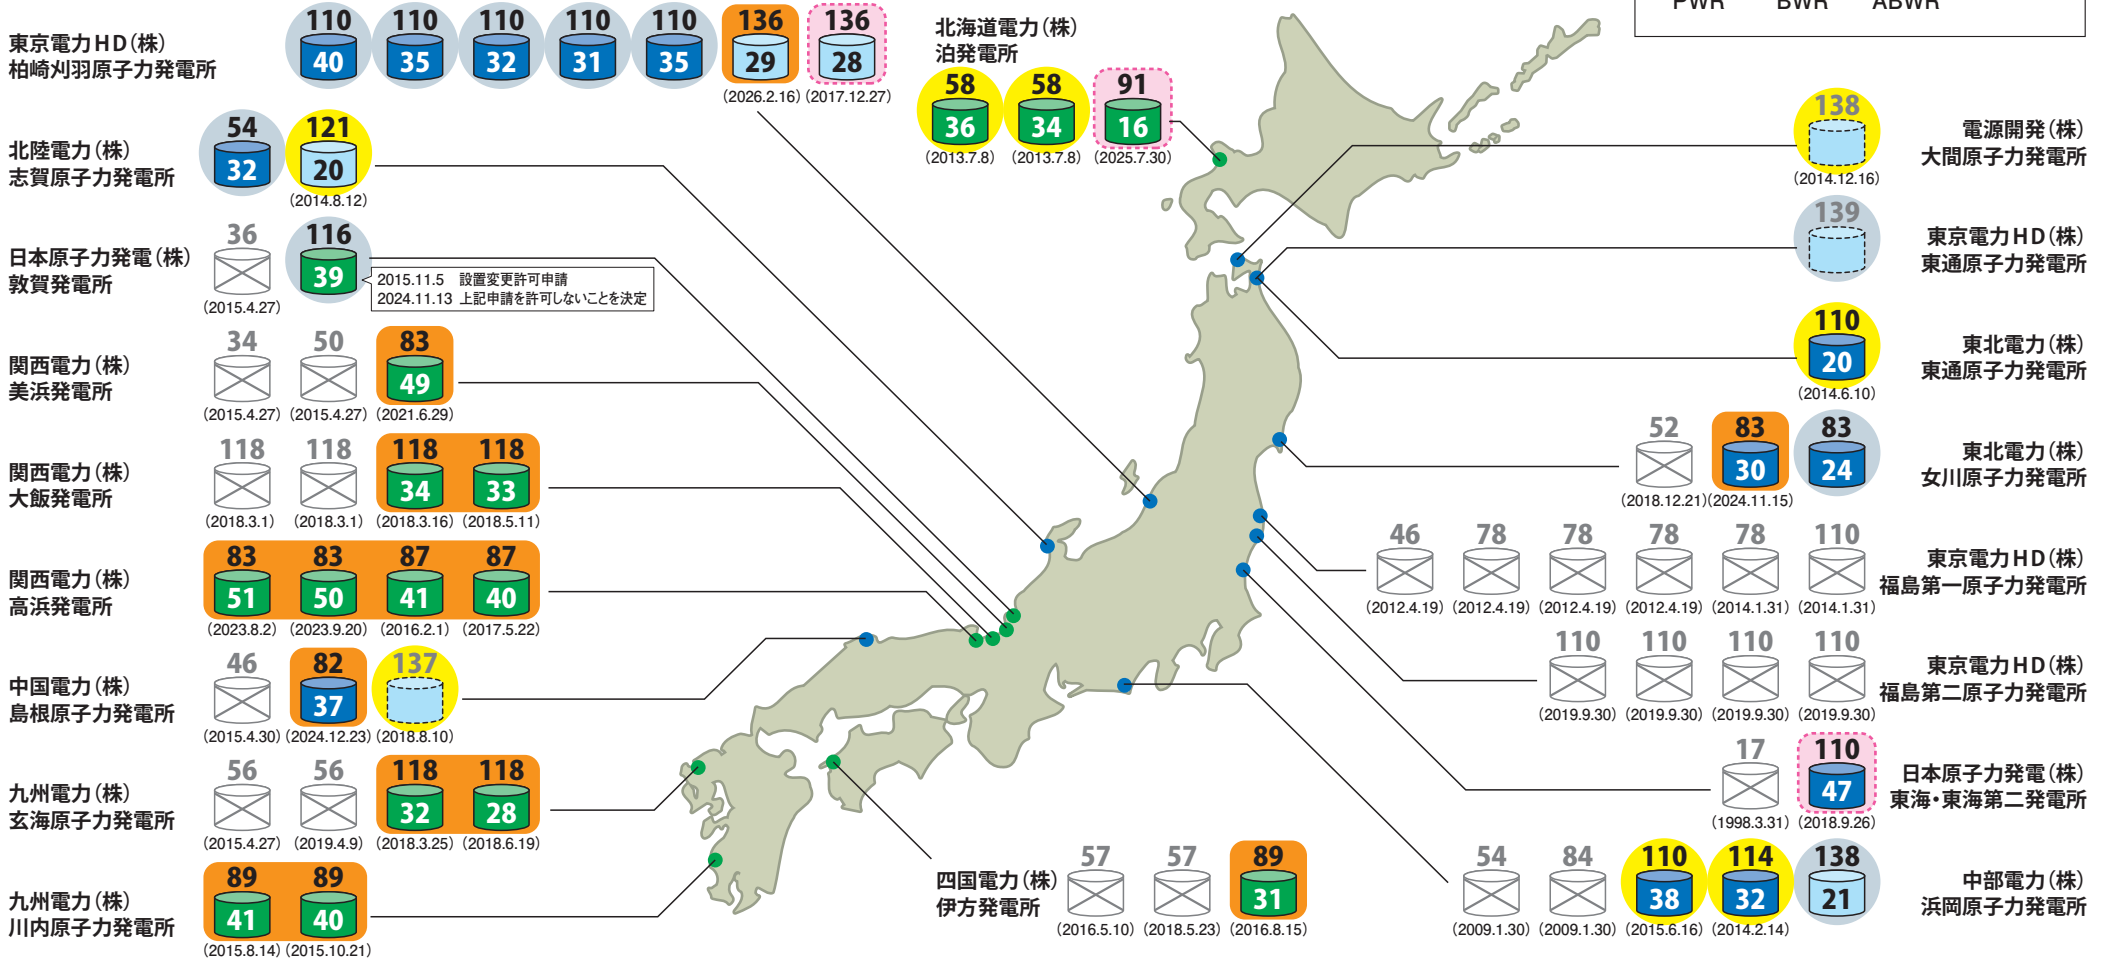 PWR BWR ABWR
東京電力HD(株)
柏崎刈羽原子力発電所
110 110 110 110 110 136 136
40 35 32 31 35 29 28
(2026.2.16) (2017.12.27)
北海道電力(株)
泊発電所
58 58 91
36 34 16
(2013.7.8) (2013.7.8) (2025.7.30)
北陸電力(株)
志賀原子力発電所
54 121
32 20
(2014.8.12)
日本原子力発電(株)
敦賀発電所
36 116
39
(2015.4.27)
2015.11.5 設置変更許可申請
2024.11.13 上記申請を許可しないことを決定
関西電力(株)
美浜発電所
34 50 83
49
(2015.4.27) (2015.4.27) (2021.6.29)
関西電力(株)
大飯発電所
118 118 118 118
34 33
(2018.3.1) (2018.3.1) (2018.3.16) (2018.5.11)
関西電力(株)
高浜発電所
83 83 87 87
51 50 41 40
(2023.8.2) (2023.9.20) (2016.2.1) (2017.5.22)
中国電力(株)
島根原子力発電所
46 82 137
37
(2015.4.30) (2024.12.23) (2018.8.10)
九州電力(株)
玄海原子力発電所
56 56 118 118
32 28
(2015.4.27) (2019.4.9) (2018.3.25) (2018.6.19)
九州電力(株)
川内原子力発電所
89 89
41 40
(2015.8.14) (2015.10.21)
四国電力(株)
伊方発電所
57 57 89
31
(2016.5.10) (2018.5.23) (2016.8.15)
138
(2014.12.16)
電源開発(株)
大間原子力発電所
139
東京電力HD(株)
東通原子力発電所
110
20
(2014.6.10)
東北電力(株)
東通原子力発電所
52 83 83
30 24
(2018.12.21) (2024.11.15)
東北電力(株)
女川原子力発電所
46 78 78 78 78 110
(2012.4.19) (2012.4.19) (2012.4.19) (2012.4.19) (2014.1.31) (2014.1.31)
東京電力HD(株)
福島第一原子力発電所
110 110 110 110
(2019.9.30) (2019.9.30) (2019.9.30) (2019.9.30)
東京電力HD(株)
福島第二原子力発電所
17 110
47
(1998.3.31) (2018.9.26)
日本原子力発電(株)
東海・東海第二発電所
54 84 110 114 138
38 32 21
(2009.1.30) (2009.1.30) (2015.6.16) (2014.2.14)
中部電力(株)
浜岡原子力発電所